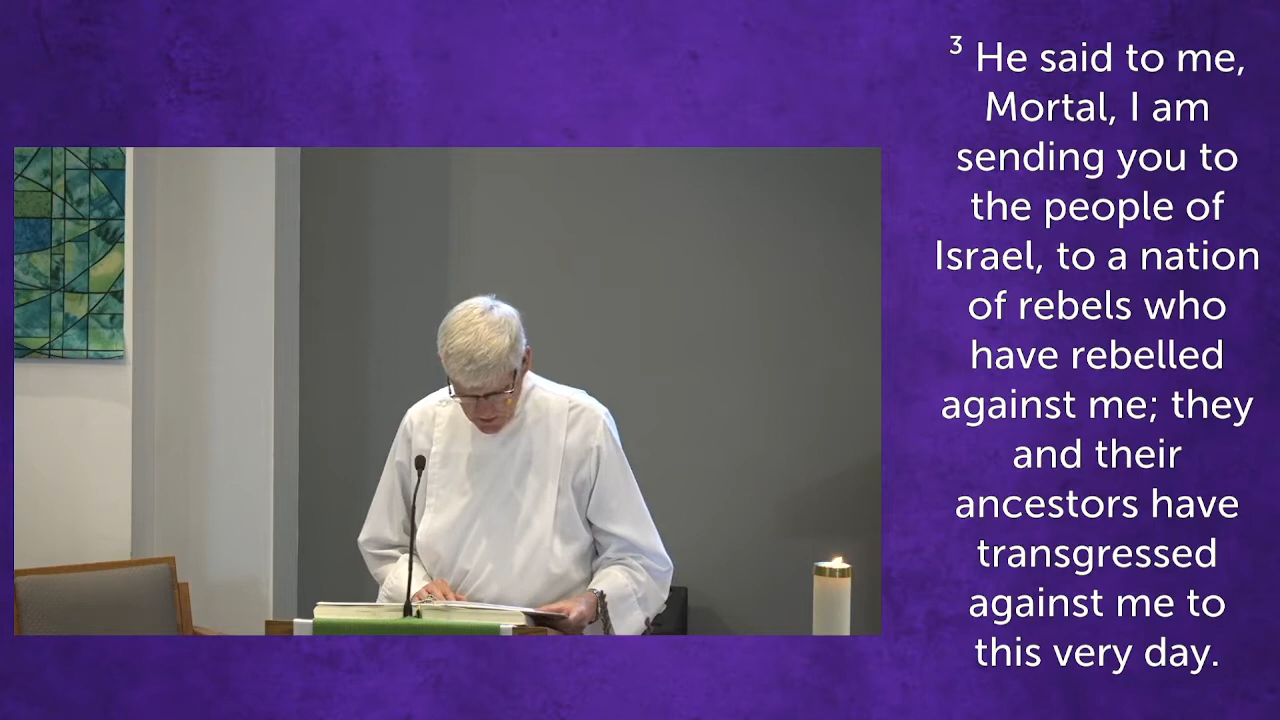 3 He said to me,
Mortal, I am
sending you to
the people of
Israel, to a nation
of rebels who
have rebelled
against me; they
and their
ancestors have
transgressed
against me to
this very day.